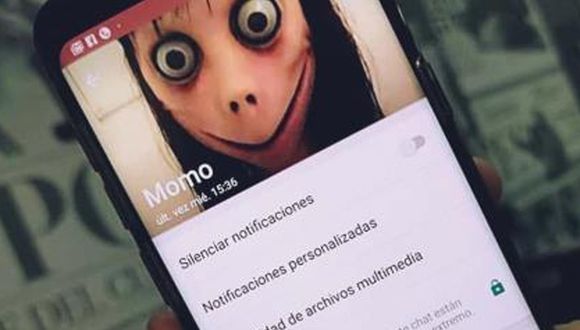 Momo
últ. vez mié. 15:36
Silenciar notificaciones
Notificaciones personalizadas
dad de archivos multimedia
chat están
extremo.